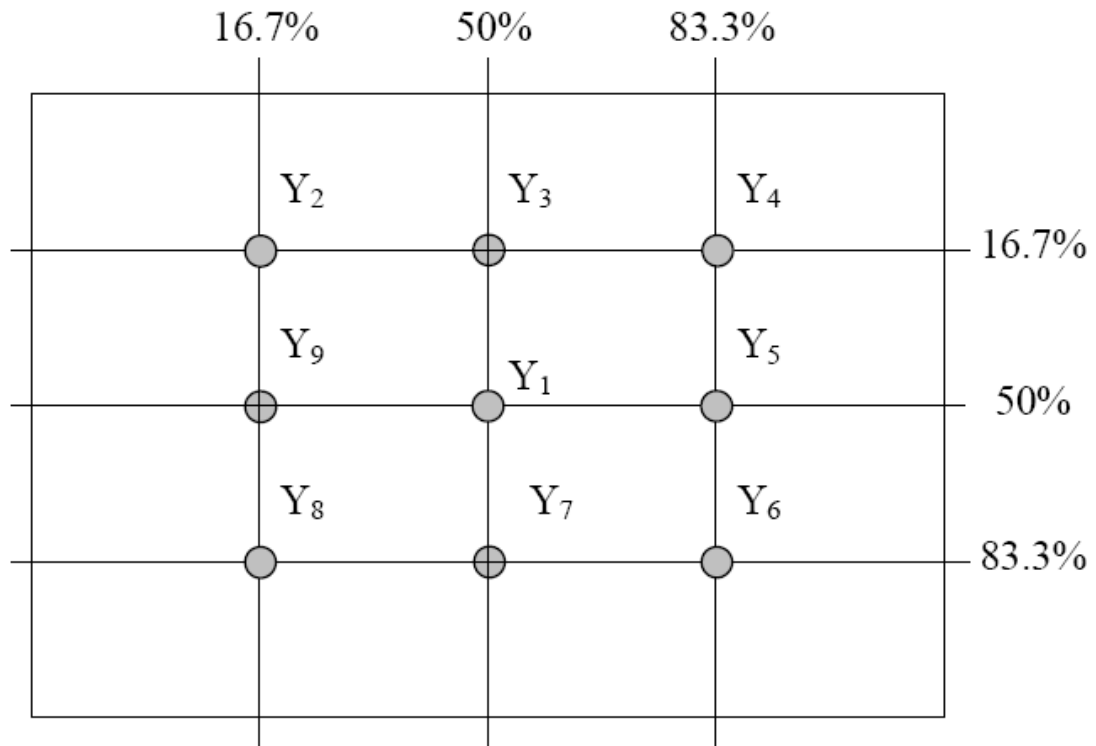 16.7% 50% 83.3%
Y₂ Y₃ Y₄
16.7%
Y₉ Y₁ Y₅
50%
Y₈ Y₇ Y₆
83.3%